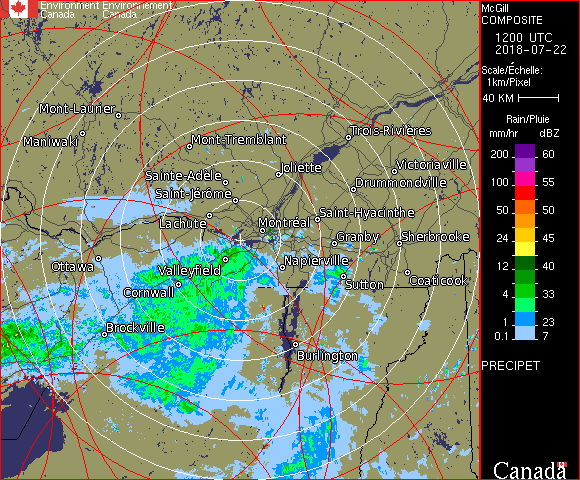 Environment Environnement
Canada Canada
McGill
COMPOSITE
1200 UTC
2018-07-22
Scale/Échelle:
1km/Pixel
40 KM
Rain/Pluie
mm/hr dBZ
200 60
100 55
50 50
24 45
12 40
4 33
1 23
0.1 7
PRECIPET
Canada
Mont-Laurier
Maniwaki
Mont-Tremblant
Trois-Rivières
Sainte-Adèle
Joliette
Victoriaville
Saint-Jérôme
Drummondville
Lachute
Saint-Hyacinthe
Montréal
Granby
Sherbrooke
Ottawa
Valleyfield
Napierville
Cornwall
Sutton
Coaticook
Brockville
Burlington